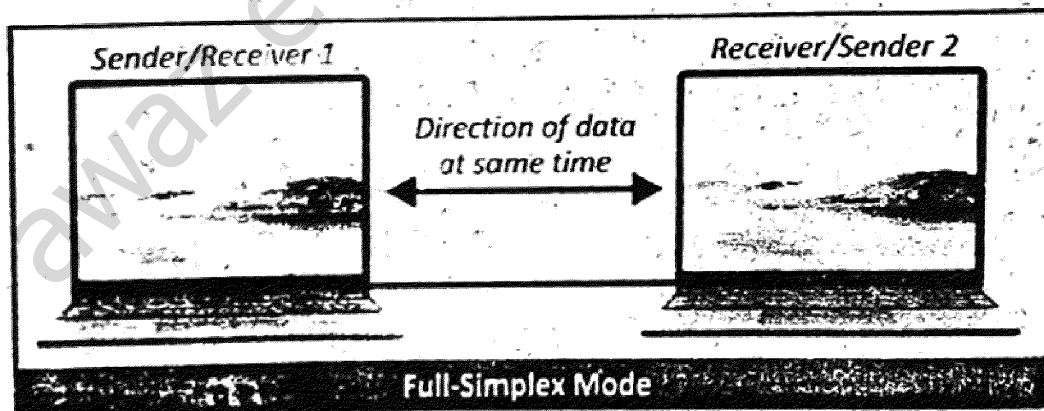 Sender/Receiver 1
Receiver/Sender 2
Direction of data
at same time
Full-Simplex Mode